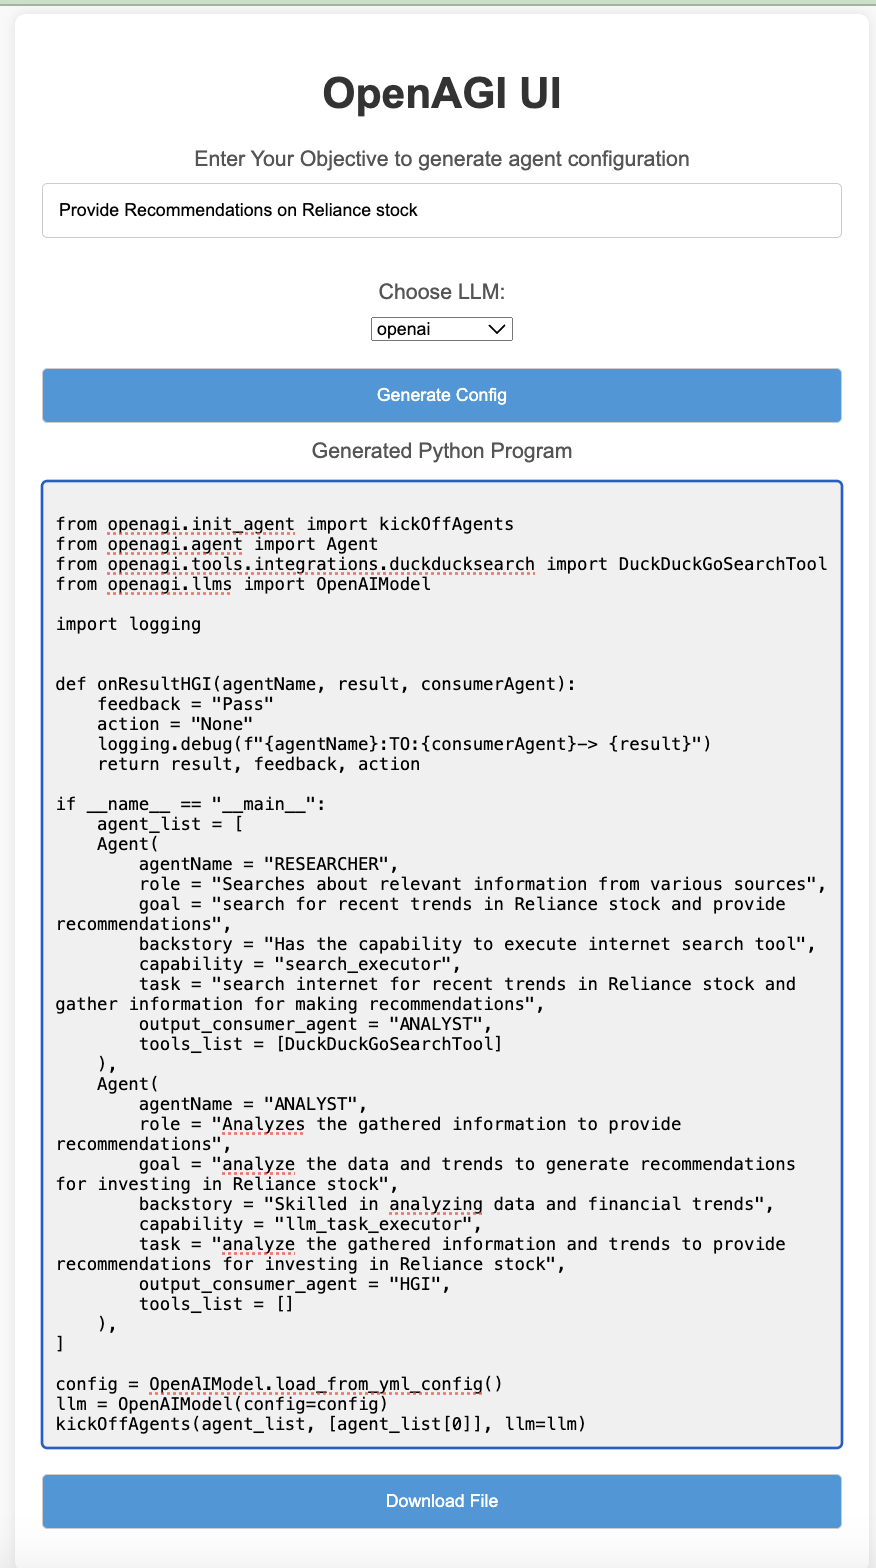 OpenAGI UI
Enter Your Objective to generate agent configuration
Provide Recommendations on Reliance stock
Choose LLM:
openai
Generate Config
Generated Python Program
from openagi.init_agent import kickOffAgents
from openagi.agent import Agent
from openagi.tools.integrations.duckducksearch import DuckDuckGoSearchTool
from openagi.llms import OpenAIModel

import logging


def onResultHGI(agentName, result, consumerAgent):
    feedback = "Pass"
    action = "None"
    logging.debug(f"{agentName}:TO:{consumerAgent}-> {result}")
    return result, feedback, action

if __name__ == "__main__":
    agent_list = [
    Agent(
        agentName = "RESEARCHER",
        role = "Searches about relevant information from various sources",
        goal = "search for recent trends in Reliance stock and provide
recommendations",
        backstory = "Has the capability to execute internet search tool",
        capability = "search_executor",
        task = "search internet for recent trends in Reliance stock and
gather information for making recommendations",
        output_consumer_agent = "ANALYST",
        tools_list = [DuckDuckGoSearchTool]
    ),
    Agent(
        agentName = "ANALYST",
        role = "Analyzes the gathered information to provide
recommendations",
        goal = "analyze the data and trends to generate recommendations
for investing in Reliance stock",
        backstory = "Skilled in analyzing data and financial trends",
        capability = "llm_task_executor",
        task = "analyze the gathered information and trends to provide
recommendations for investing in Reliance stock",
        output_consumer_agent = "HGI",
        tools_list = []
    ),
]

config = OpenAIModel.load_from_yml_config()
llm = OpenAIModel(config=config)
kickOffAgents(agent_list, [agent_list[0]], llm=llm)
Download File